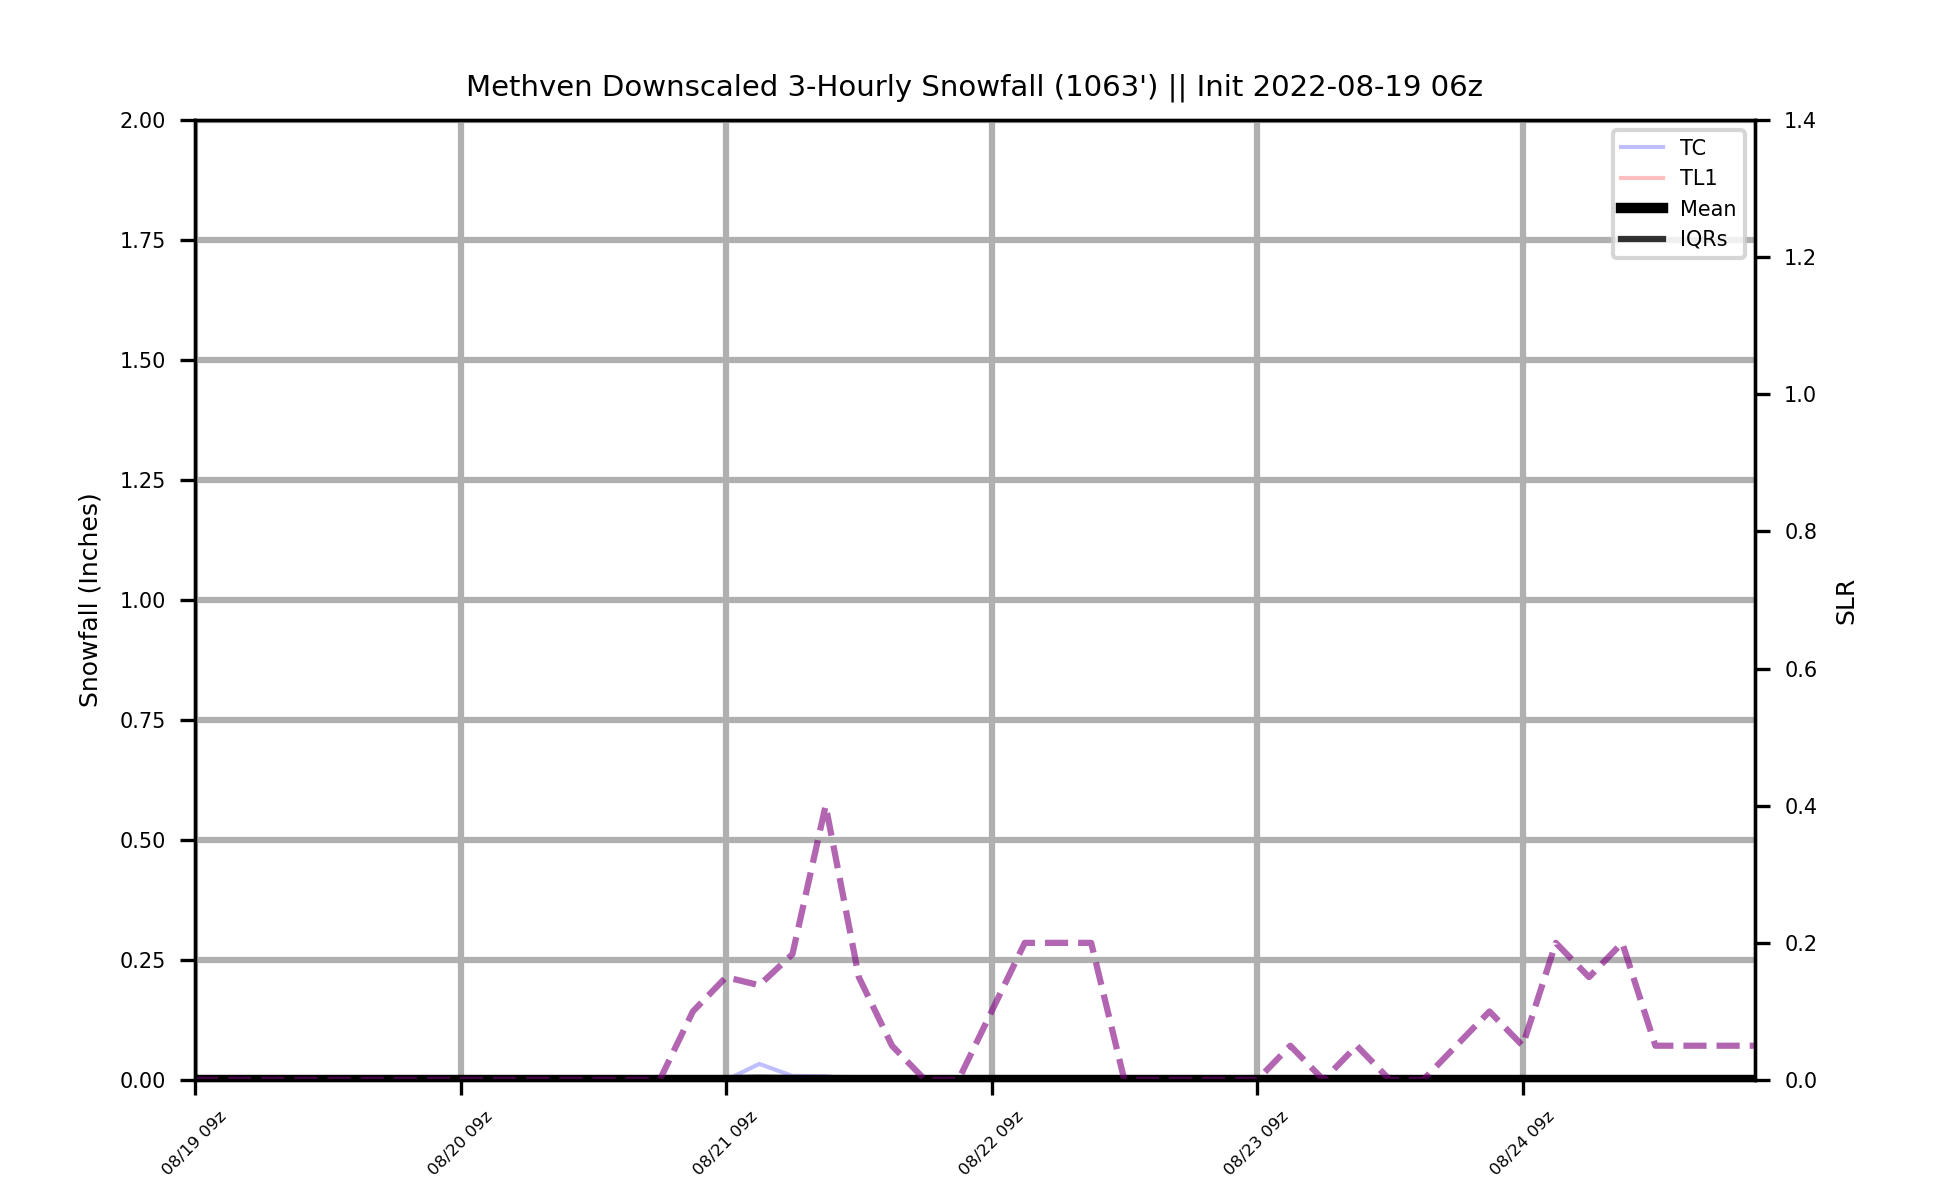 Methven Downscaled 3-Hourly Snowfall (1063') || Init 2022-08-19 06z
2.00
1.75
1.50
1.25
1.00
0.75
0.50
0.25
0.00
Snowfall (Inches)
TC
TL1
Mean
IQRs
1.4
1.2
1.0
0.8
0.6
0.4
0.2
0.0
SLR
08/19 09z
08/20 09z
08/21 09z
08/22 09z
08/23 09z
08/24 09z